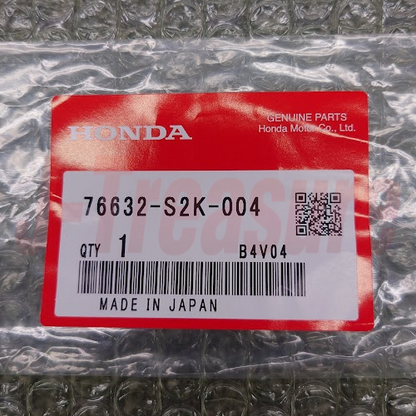 HONDA
GENUINE PARTS
Honda Motor Co., Ltd.
76632-S2K-004
QTY 1 B4V04
MADE IN JAPAN